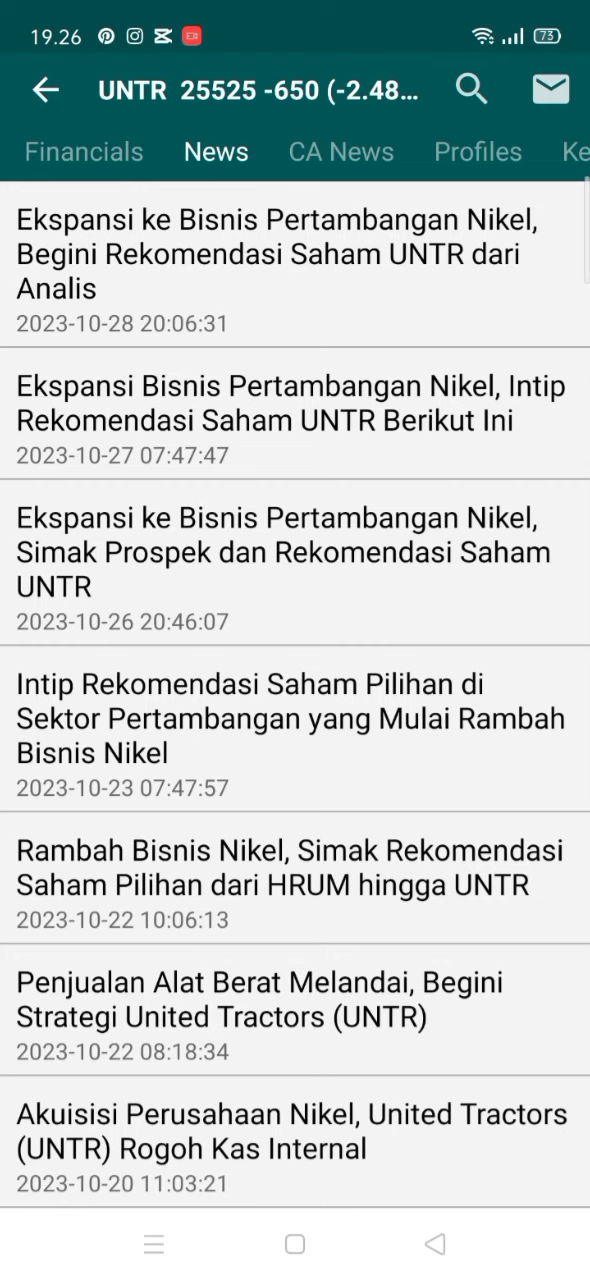 19.26
73
UNTR 25525 -650 (-2.48...
Financials News CA News Profiles Ke
Ekspansi ke Bisnis Pertambangan Nikel,
Begini Rekomendasi Saham UNTR dari
Analis
2023-10-28 20:06:31
Ekspansi Bisnis Pertambangan Nikel, Intip
Rekomendasi Saham UNTR Berikut Ini
2023-10-27 07:47:47
Ekspansi ke Bisnis Pertambangan Nikel,
Simak Prospek dan Rekomendasi Saham
UNTR
2023-10-26 20:46:07
Intip Rekomendasi Saham Pilihan di
Sektor Pertambangan yang Mulai Rambah
Bisnis Nikel
2023-10-23 07:47:57
Rambah Bisnis Nikel, Simak Rekomendasi
Saham Pilihan dari HRUM hingga UNTR
2023-10-22 10:06:13
Penjualan Alat Berat Melandai, Begini
Strategi United Tractors (UNTR)
2023-10-22 08:18:34
Akuisisi Perusahaan Nikel, United Tractors
(UNTR) Rogoh Kas Internal
2023-10-20 11:03:21